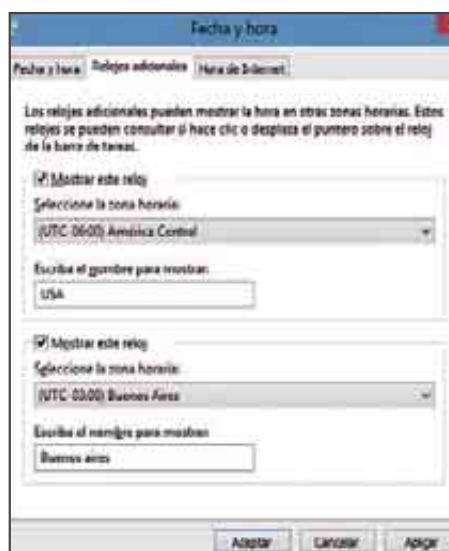 Fecha y hora
Fecha y hora Relojes adicionales Hora de Internet
Los relojes adicionales pueden mostrar la hora en otras zonas horarias. Estos
relojes se pueden consultar si hace clic o desplaza el puntero sobre el reloj
de la barra de tareas.
Mostrar este reloj
Seleccione la zona horaria:
(UTC-06:00) América Central
Escriba el nombre para mostrar:
USA
Mostrar este reloj
Seleccione la zona horaria:
(UTC-03:00) Buenos Aires
Escriba el nombre para mostrar:
Buenos aires
Aceptar Cancelar Aplicar